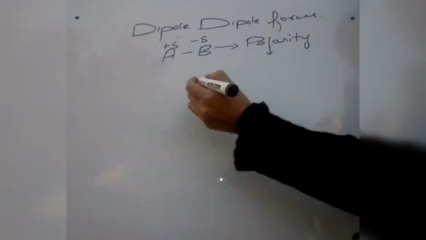 Dipole Dipole forces.
+δ -δ
A - B → Polarity